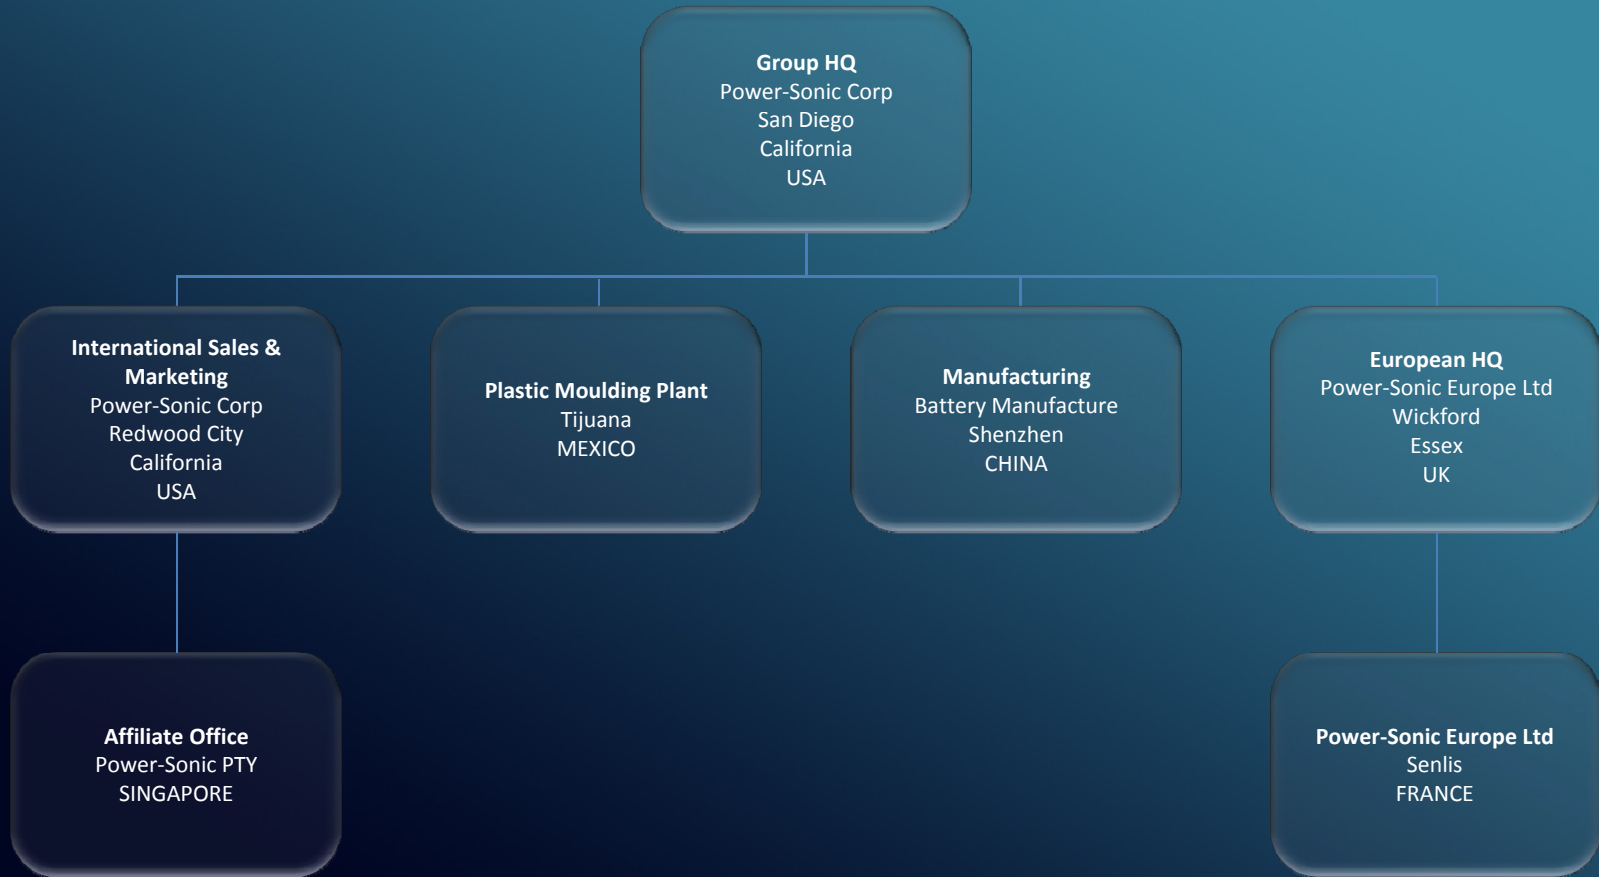 Group HQ
Power-Sonic Corp
San Diego
California
USA
International Sales &
Marketing
Power-Sonic Corp
Redwood City
California
USA
Plastic Moulding Plant
Tijuana
MEXICO
Manufacturing
Battery Manufacture
Shenzhen
CHINA
European HQ
Power-Sonic Europe Ltd
Wickford
Essex
UK
Affiliate Office
Power-Sonic PTY
SINGAPORE
Power-Sonic Europe Ltd
Senlis
FRANCE